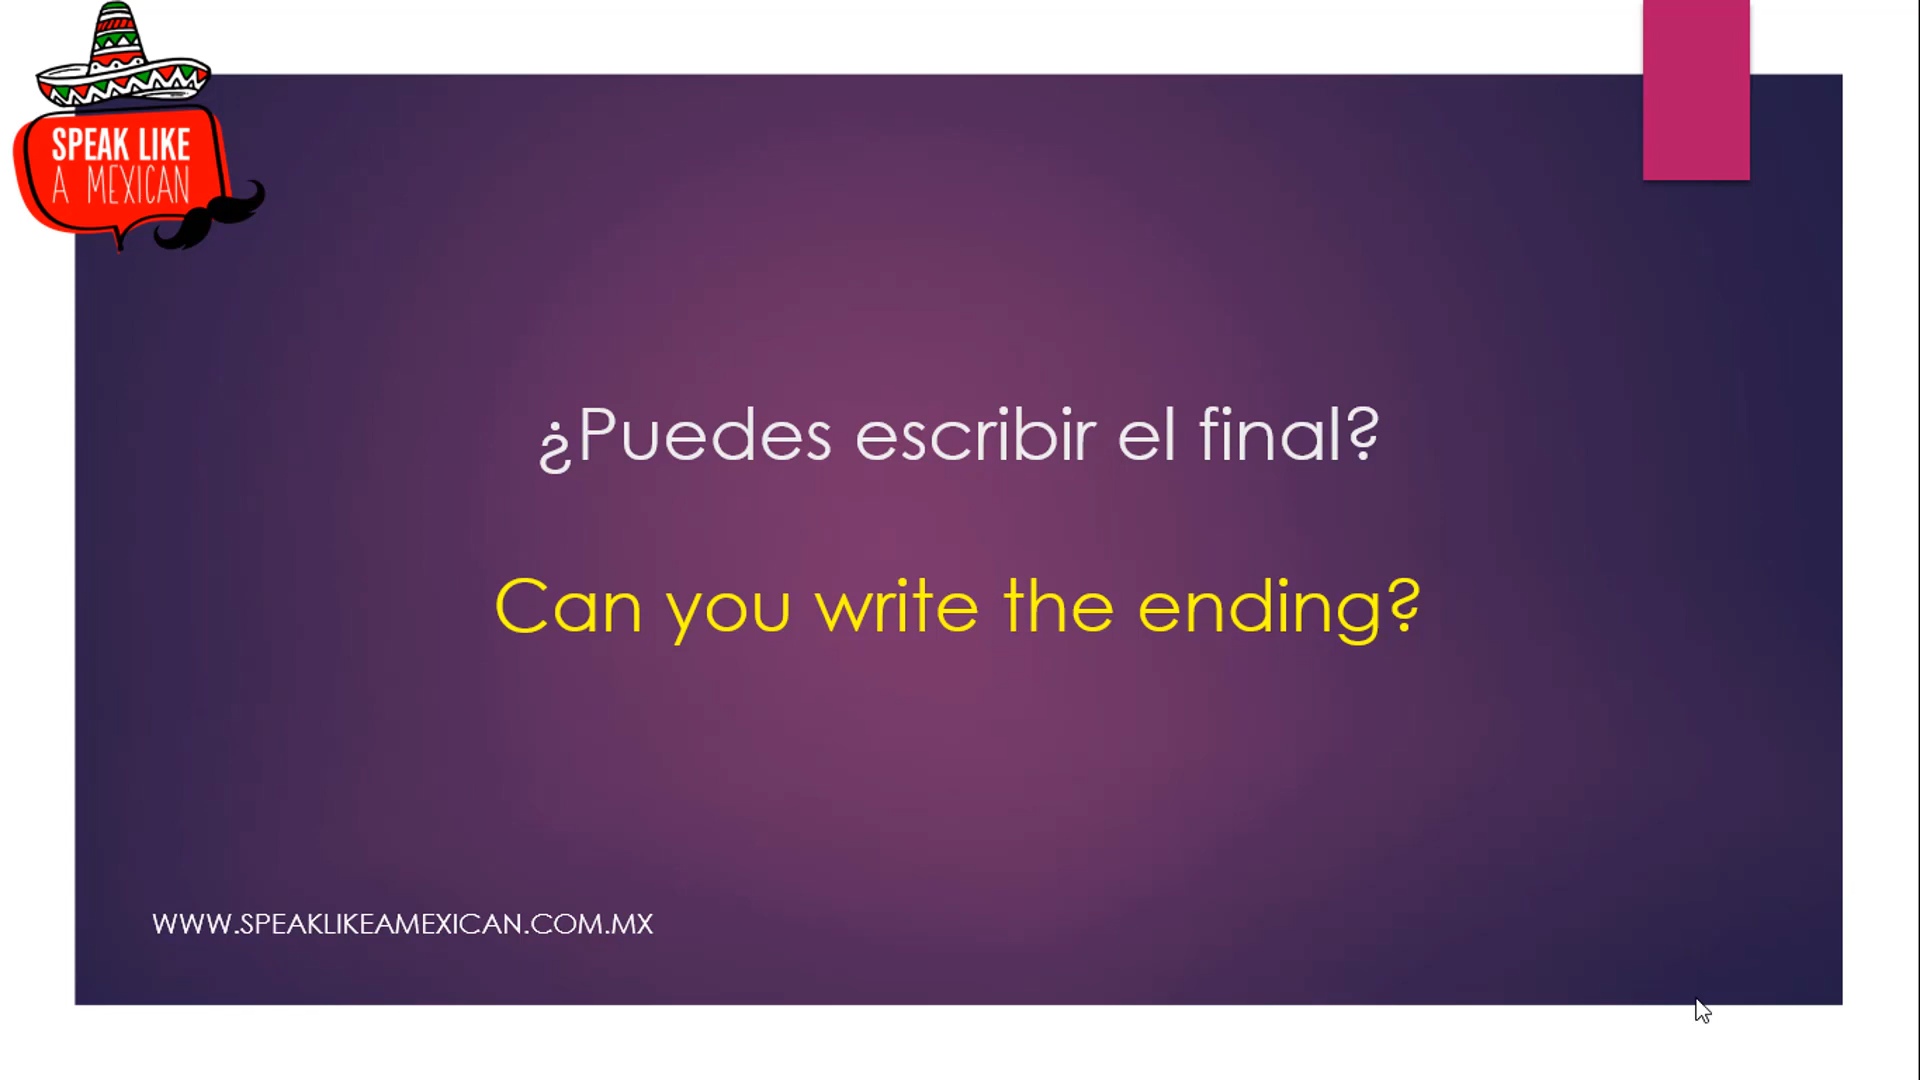 SPEAK LIKE
A MEXICAN
¿Puedes escribir el final?
Can you write the ending?
WWW.SPEAKLIKEAMEXICAN.COM.MX